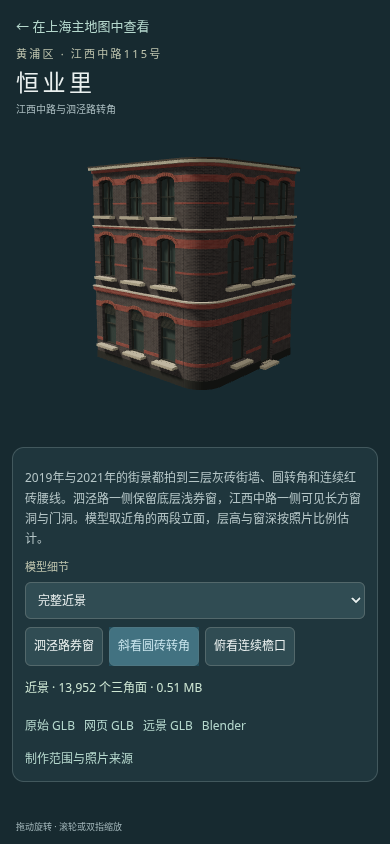 ← 在上海主地图中查看
黄浦区 · 江西中路115号
恒业里
江西中路与泗泾路转角
2019年与2021年的街景都拍到三层灰砖街墙、圆转角和连续红
砖腰线。泗泾路一侧保留底层浅券窗，江西中路一侧可见长方窗
洞与门洞。模型取近角的两段立面，层高与窗深按照片比例估
计。
模型细节
完整近景
泗泾路券窗 斜看圆砖转角 俯看连续檐口
近景 · 13,952 个三角面 · 0.51 MB
原始 GLB 网页 GLB 远景 GLB Blender
制作范围与照片来源
拖动旋转 · 滚轮或双指缩放